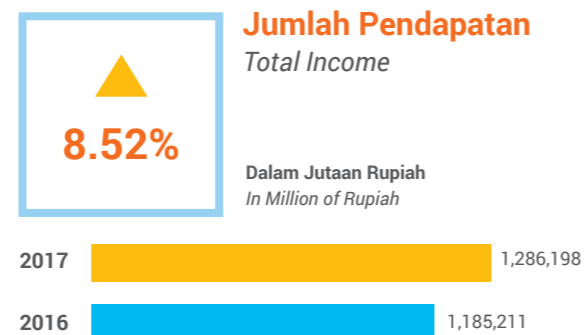 Jumlah Pendapatan
Total Income
8.52%
Dalam Jutaan Rupiah
In Million of Rupiah
2017 1,286,198
2016 1,185,211